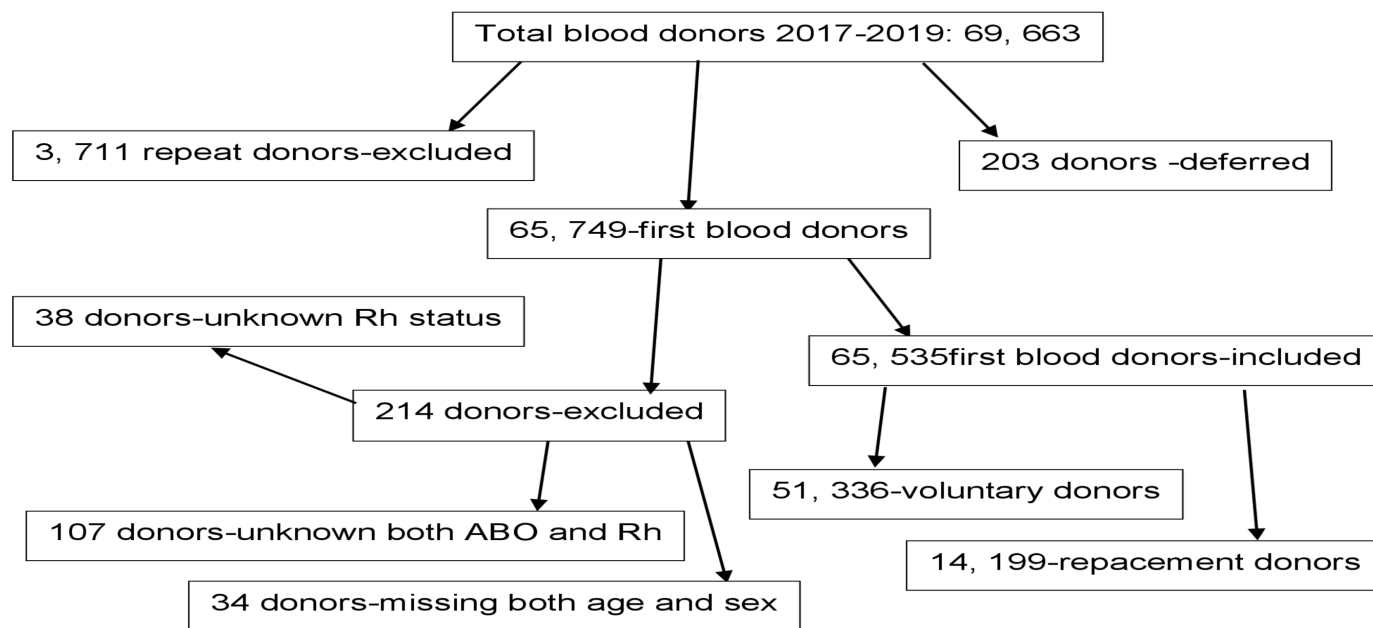 Total blood donors 2017-2019: 69, 663
3, 711 repeat donors-excluded
203 donors -deferred
65, 749-first blood donors
38 donors-unknown Rh status
65, 535first blood donors-included
214 donors-excluded
51, 336-voluntary donors
107 donors-unknown both ABO and Rh
14, 199-repacement donors
34 donors-missing both age and sex